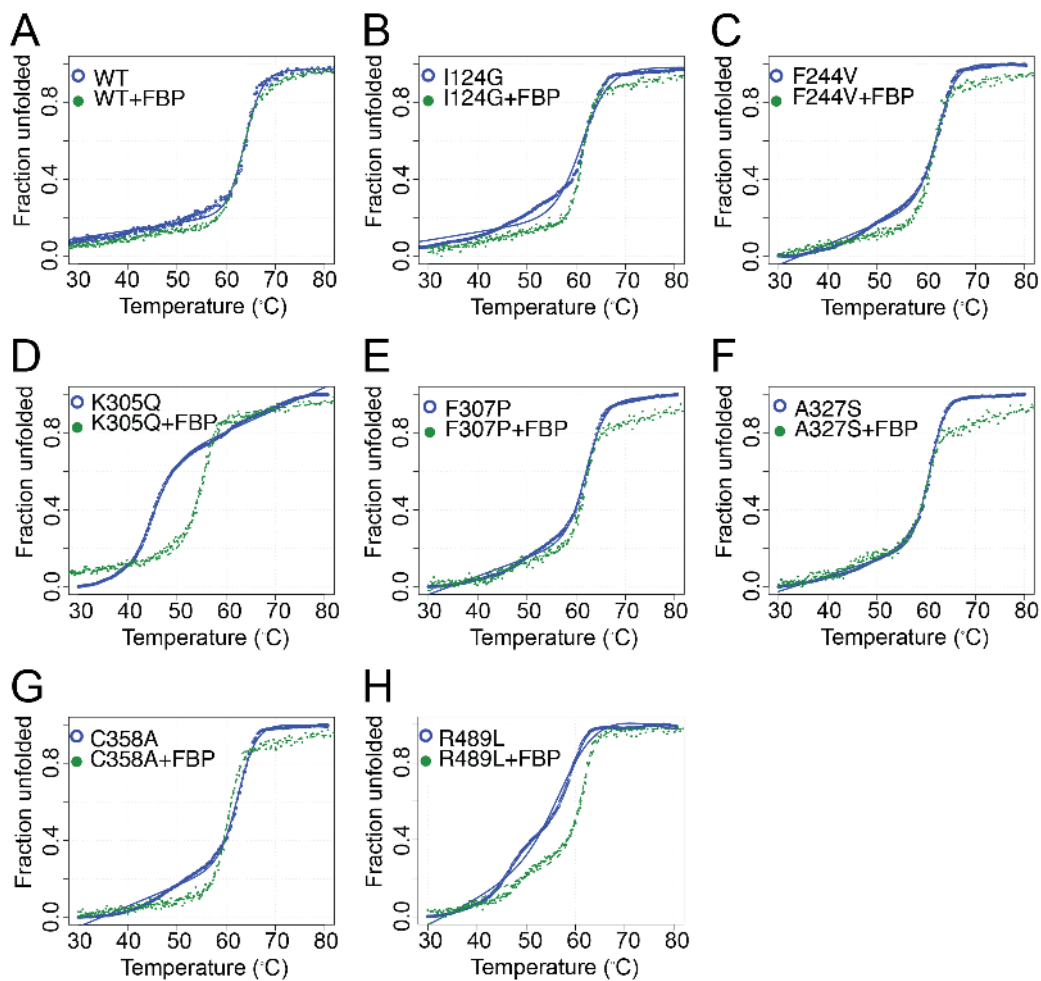 A
B
C
WT
WT+FBP
I124G
I124G+FBP
F244V
F244V+FBP
Fraction unfolded
0.0 0.4 0.8
30 40 50 60 70 80
Temperature (°C)
Fraction unfolded
0.0 0.4 0.8
30 40 50 60 70 80
Temperature (°C)
Fraction unfolded
0.0 0.4 0.8
30 40 50 60 70 80
Temperature (°C)
D
E
F
K305Q
K305Q+FBP
F307P
F307P+FBP
A327S
A327S+FBP
Fraction unfolded
0.0 0.4 0.8
30 40 50 60 70 80
Temperature (°C)
Fraction unfolded
0.0 0.4 0.8
30 40 50 60 70 80
Temperature (°C)
Fraction unfolded
0.0 0.4 0.8
30 40 50 60 70 80
Temperature (°C)
G
H
C358A
C358A+FBP
R489L
R489L+FBP
Fraction unfolded
0.0 0.4 0.8
30 40 50 60 70 80
Temperature (°C)
Fraction unfolded
0.0 0.4 0.8
30 40 50 60 70 80
Temperature (°C)